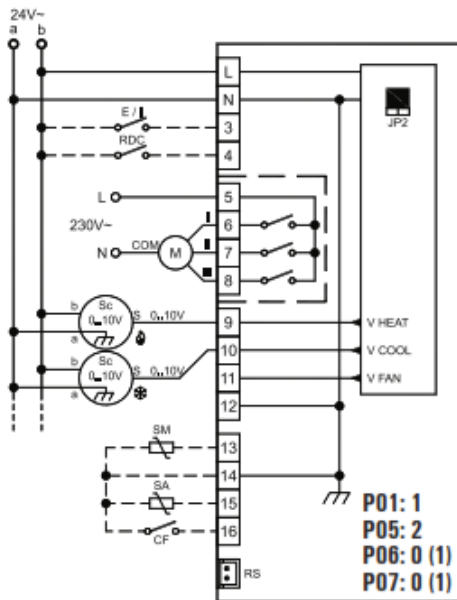 24V~
a b
L
N
JP2
E / I
3
RDC
4
L 5
230V~
I 6
N COM M II 7
III 8
b Sc S 0..10V 9 V HEAT
0..10V
a
10 V COOL
b Sc S 0..10V
0..10V
a
11 V FAN
12
SM 13
14
SA 15
CF 16
RS
P01: 1
P05: 2
P06: 0 (1)
P07: 0 (1)